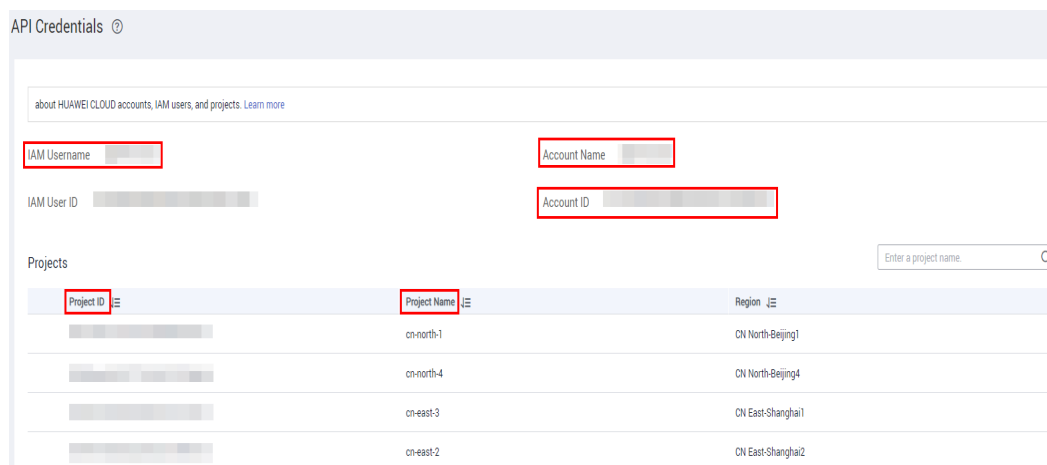 API Credentials ?
about HUAWEI CLOUD accounts, IAM users, and projects. Learn more
IAM Username Account Name
IAM User ID Account ID
Projects Enter a project name.
Project ID Project Name Region
cn-north-1 CN North-Beijing1
cn-north-4 CN North-Beijing4
cn-east-3 CN East-Shanghai1
cn-east-2 CN East-Shanghai2